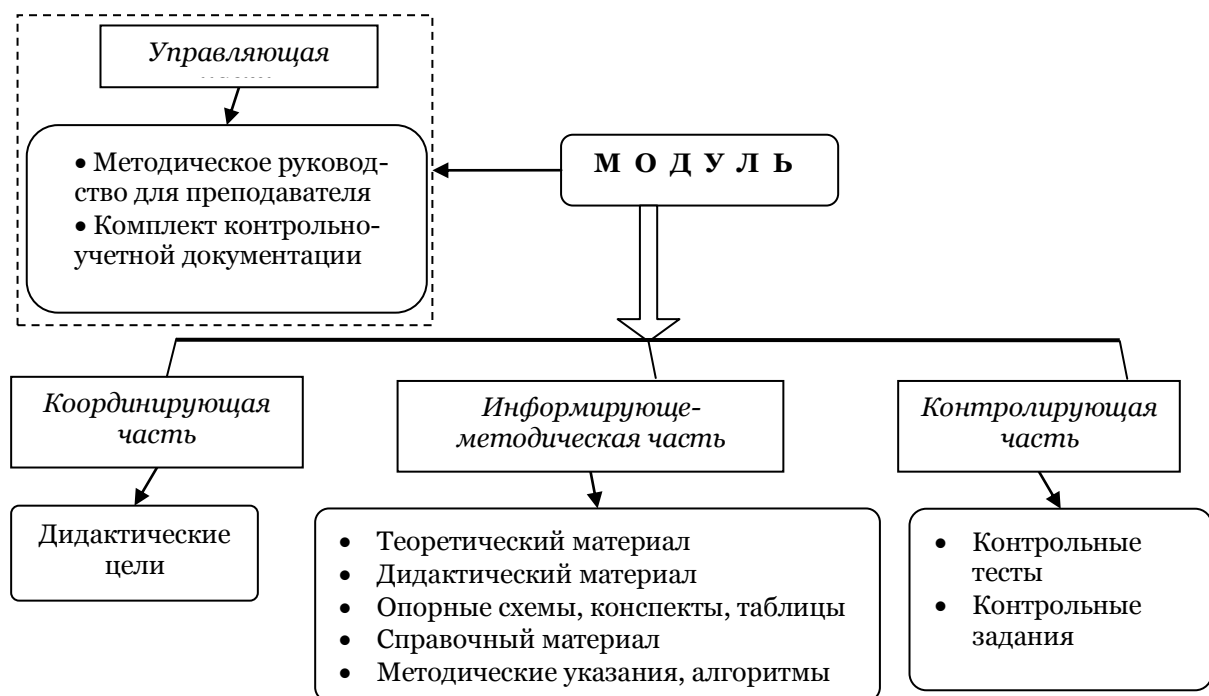 Управляющая
• Методическое руковод-
ство для преподавателя
• Комплект контрольно-
учетной документации
МОДУЛЬ
Координирующая
часть
Информирующе-
методическая часть
Контролирующая
часть
Дидактические
цели
• Теоретический материал
• Дидактический материал
• Опорные схемы, конспекты, таблицы
• Справочный материал
• Методические указания, алгоритмы
• Контрольные
тесты
• Контрольные
задания